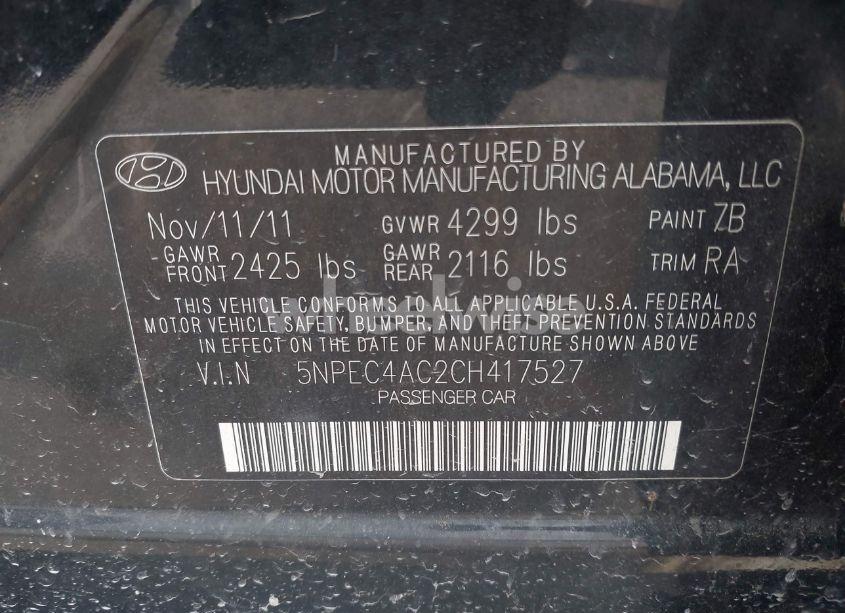 MANUFACTURED BY
HYUNDAI MOTOR MANUFACTURING ALABAMA, LLC
Nov/11/11 GVWR 4299 lbs PAINT 7B
GAWR FRONT 2425 lbs GAWR REAR 2116 lbs TRIM RA
THIS VEHICLE CONFORMS TO ALL APPLICABLE U.S.A. FEDERAL
MOTOR VEHICLE SAFETY, BUMPER, AND THEFT PREVENTION STANDARDS
IN EFFECT ON THE DATE OF MANUFACTURE SHOWN ABOVE
V.I.N 5NPEC4AC2CH417527
PASSENGER CAR